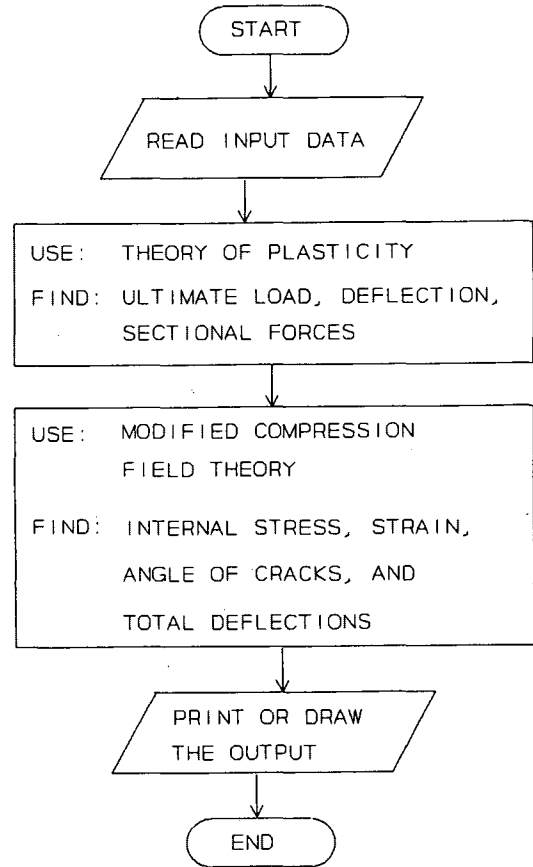 START
READ INPUT DATA
USE: THEORY OF PLASTICITY
FIND: ULTIMATE LOAD, DEFLECTION,
SECTIONAL FORCES
USE: MODIFIED COMPRESSION
FIELD THEORY
FIND: INTERNAL STRESS, STRAIN,
ANGLE OF CRACKS, AND
TOTAL DEFLECTIONS
PRINT OR DRAW
THE OUTPUT
END